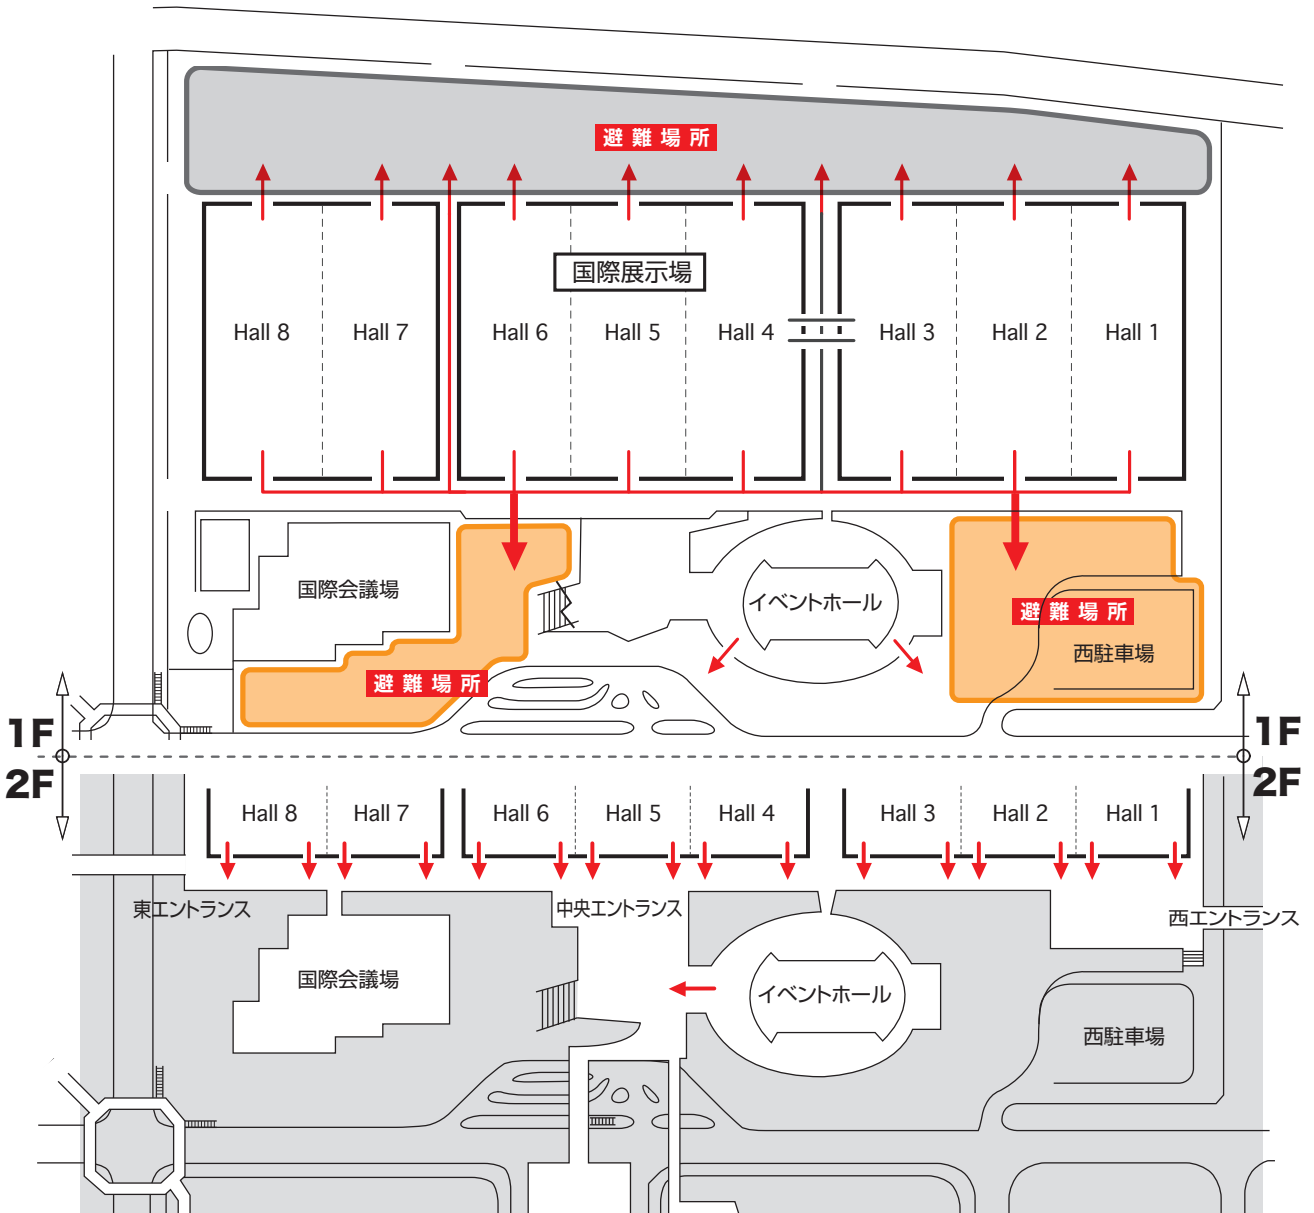 避難場所
国際展示場
Hall 8
Hall 7
Hall 6
Hall 5
Hall 4
Hall 3
Hall 2
Hall 1
国際会議場
イベントホール
避難場所
西駐車場
避難場所
1F
1F
2F
2F
Hall 8
Hall 7
Hall 6
Hall 5
Hall 4
Hall 3
Hall 2
Hall 1
東エントランス
中央エントランス
西エントランス
国際会議場
イベントホール
西駐車場